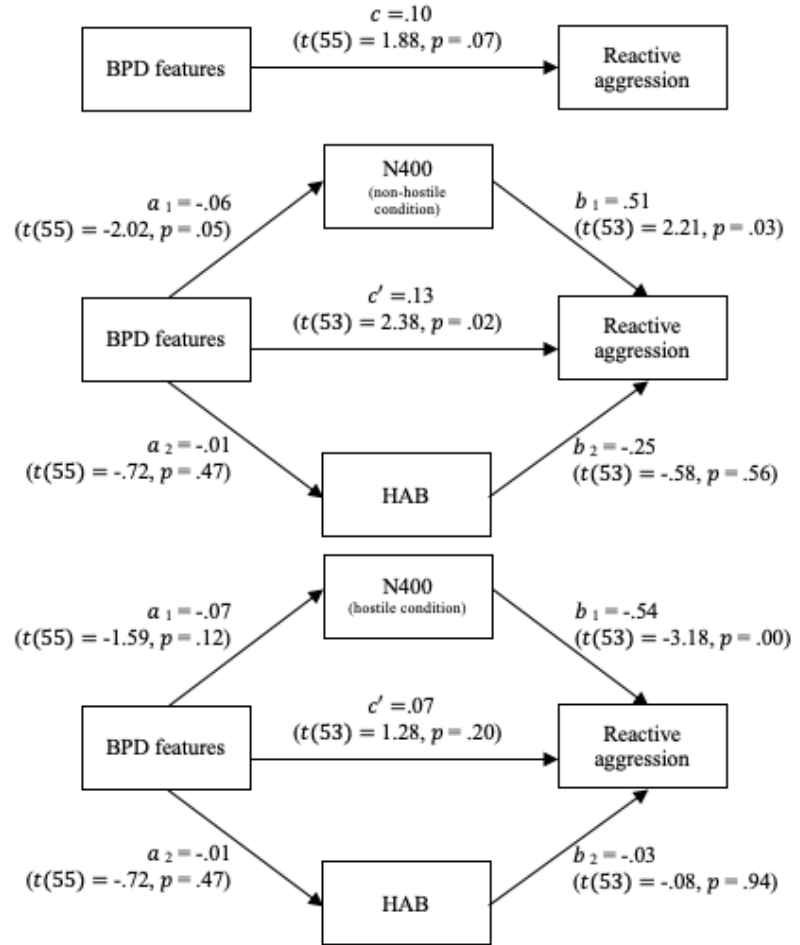 c =.10
(t(55) = 1.88, p = .07)
BPD features
Reactive
aggression
N400
(non-hostile
condition)
a 1 = -.06
(t(55) = -2.02, p = .05)
b 1 = .51
(t(53) = 2.21, p = .03)
c′ =.13
(t(53) = 2.38, p = .02)
BPD features
Reactive
aggression
a 2 = -.01
(t(55) = -.72, p = .47)
b 2 = -.25
(t(53) = -.58, p = .56)
HAB
N400
(hostile condition)
a 1 = -.07
(t(55) = -1.59, p = .12)
b 1 = -.54
(t(53) = -3.18, p = .00)
c′ =.07
(t(53) = 1.28, p = .20)
BPD features
Reactive
aggression
a 2 = -.01
(t(55) = -.72, p = .47)
b 2 = -.03
(t(53) = -.08, p = .94)
HAB